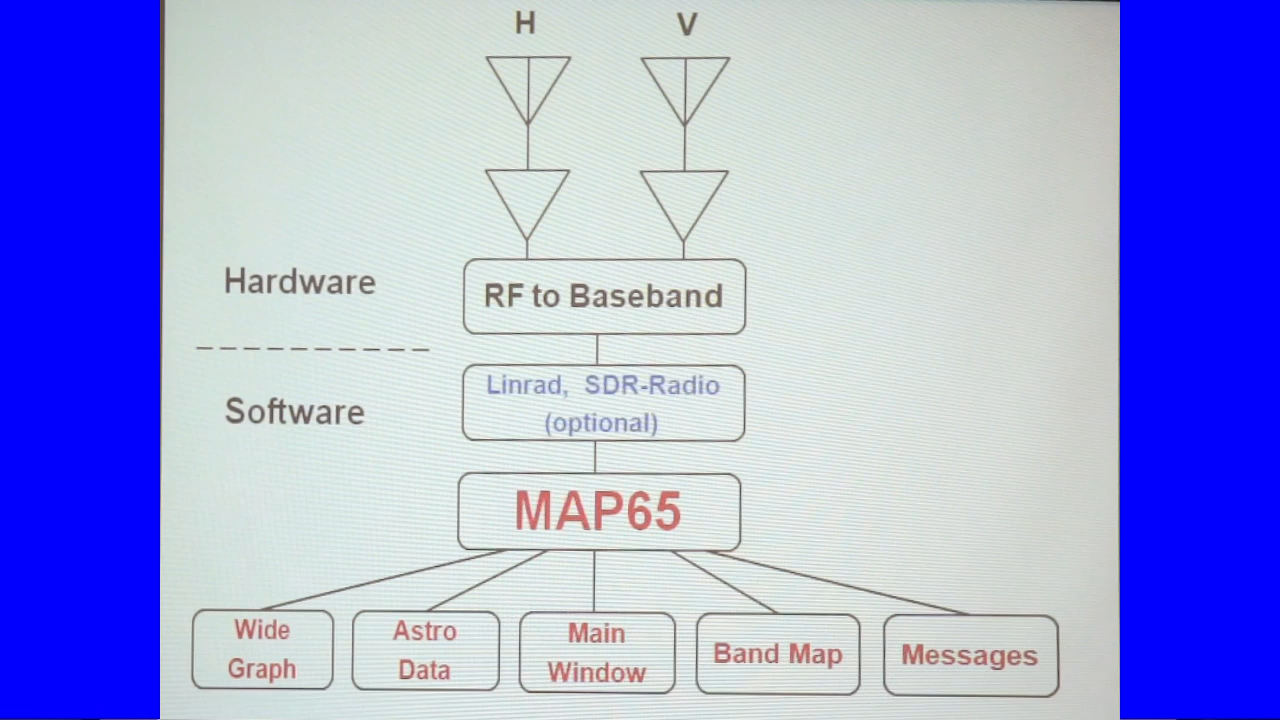 H V
Hardware
RF to Baseband
Software
Linrad, SDR-Radio
(optional)
MAP65
Wide
Graph
Astro
Data
Main
Window
Band Map
Messages